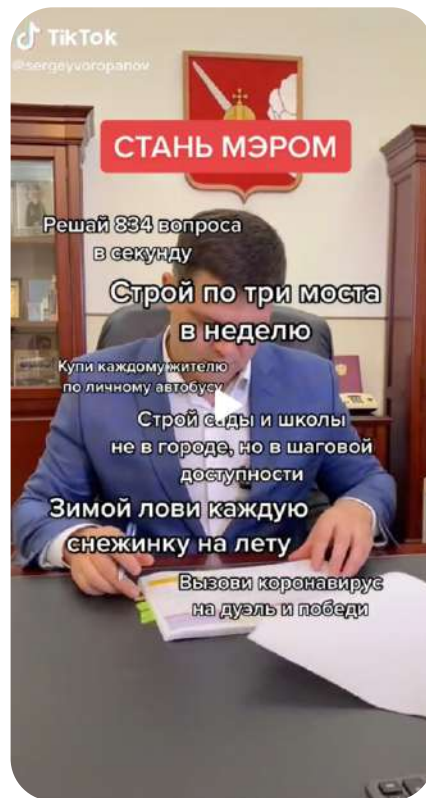 TikTok
@sergeyvoropanov
СТАНЬ МЭРОМ
Решай 834 вопроса
в секунду
Строй по три моста
в неделю
Купи каждому жителю
по личному автобусу
Строй сады и школы
не в городе, но в шаговой
доступности
Зимой лови каждую
снежинку на лету
Вызови коронавирус
на дуэль и победи